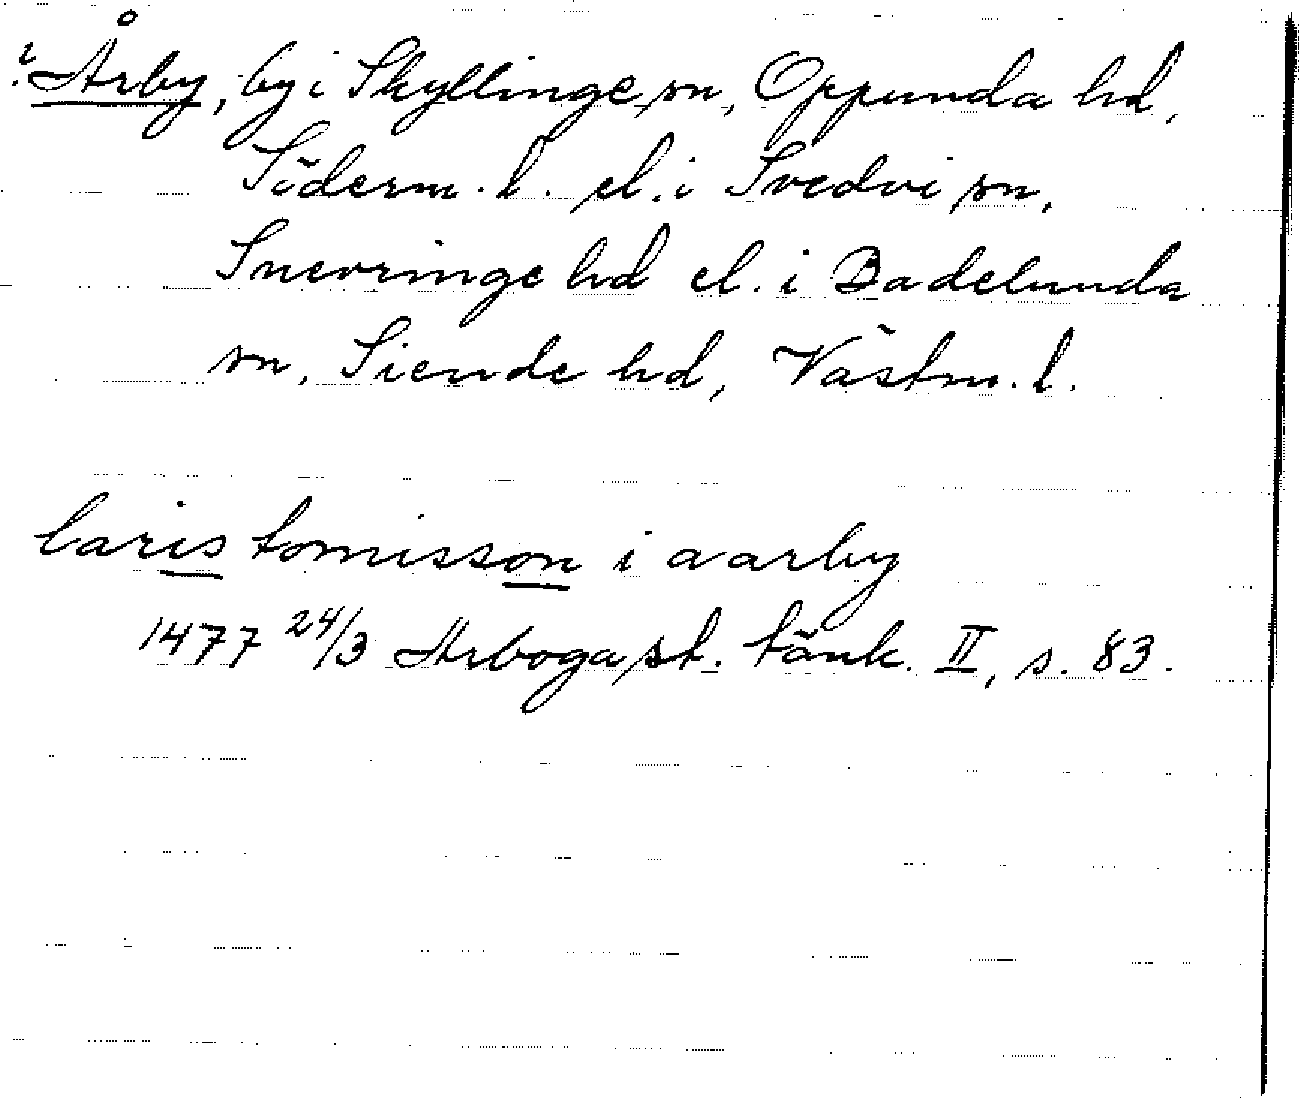 ? Årby, by i Skyllinge sn, Oppunda hd,
Söderm. l. el. i Svedvi sn,
Snevringe hd el. i Badelunda
sn, Siende hd, Västm. l.
laris tomisson i aarby
1477 24/3 Arboga st. tänk. II, s. 83.